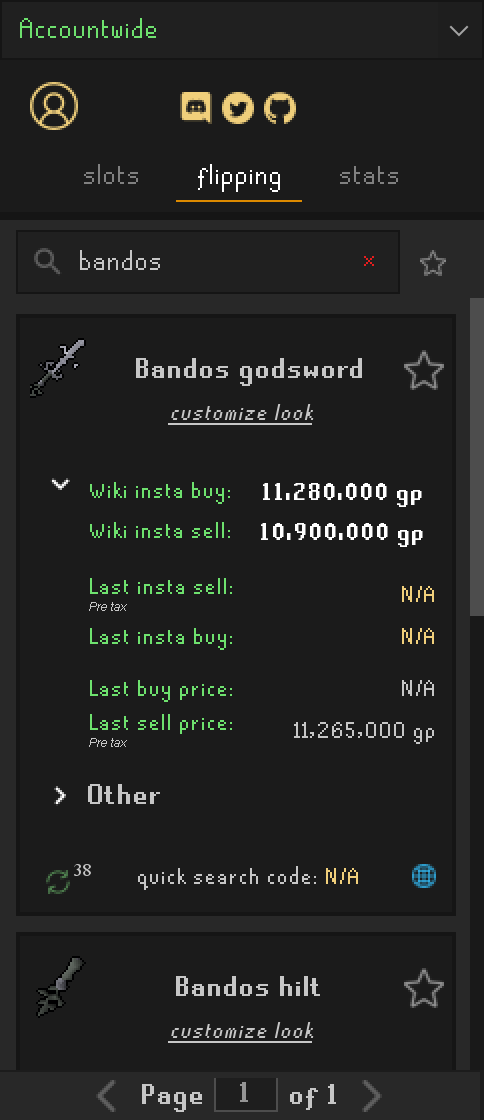 Accountwide
slots flipping stats
bandos ×
Bandos godsword
customize look
Wiki insta buy: 11,280,000 gp
Wiki insta sell: 10,900,000 gp
Last insta sell: N/A
Pre tax
Last insta buy: N/A
Last buy price: N/A
Last sell price: 11,265,000 gp
Pre tax
Other
38 quick search code: N/A
Bandos hilt
customize look
Page 1 of 1